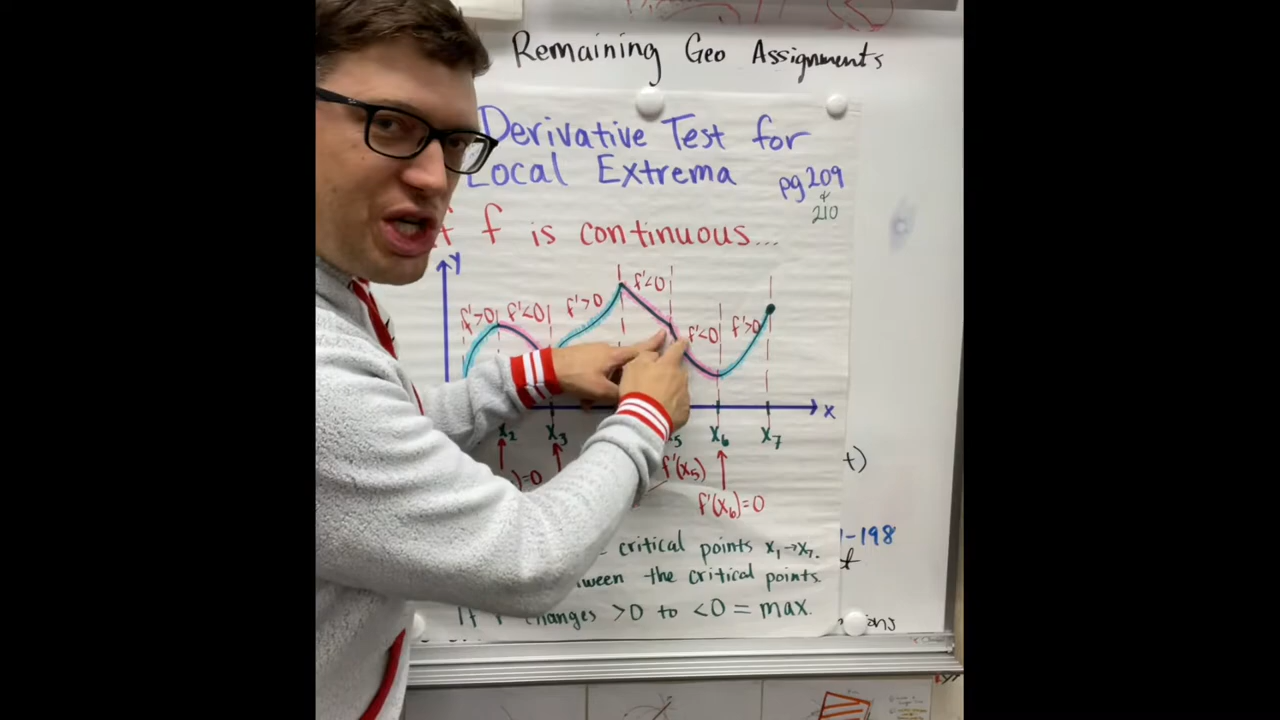 Remaining Geo Assignments
Derivative Test for
Local Extrema
pg 209
&
210
f is continuous...
y
f'>0 f'<0 f'>0 f'<0 f'<0 f'>0
x
x₂ x₃ x₆ x₇
=0 f'(x₅)
f'(x₆)=0
t)
critical points x₁→x₇.
the critical points.
changes >0 to <0 = max.
-198